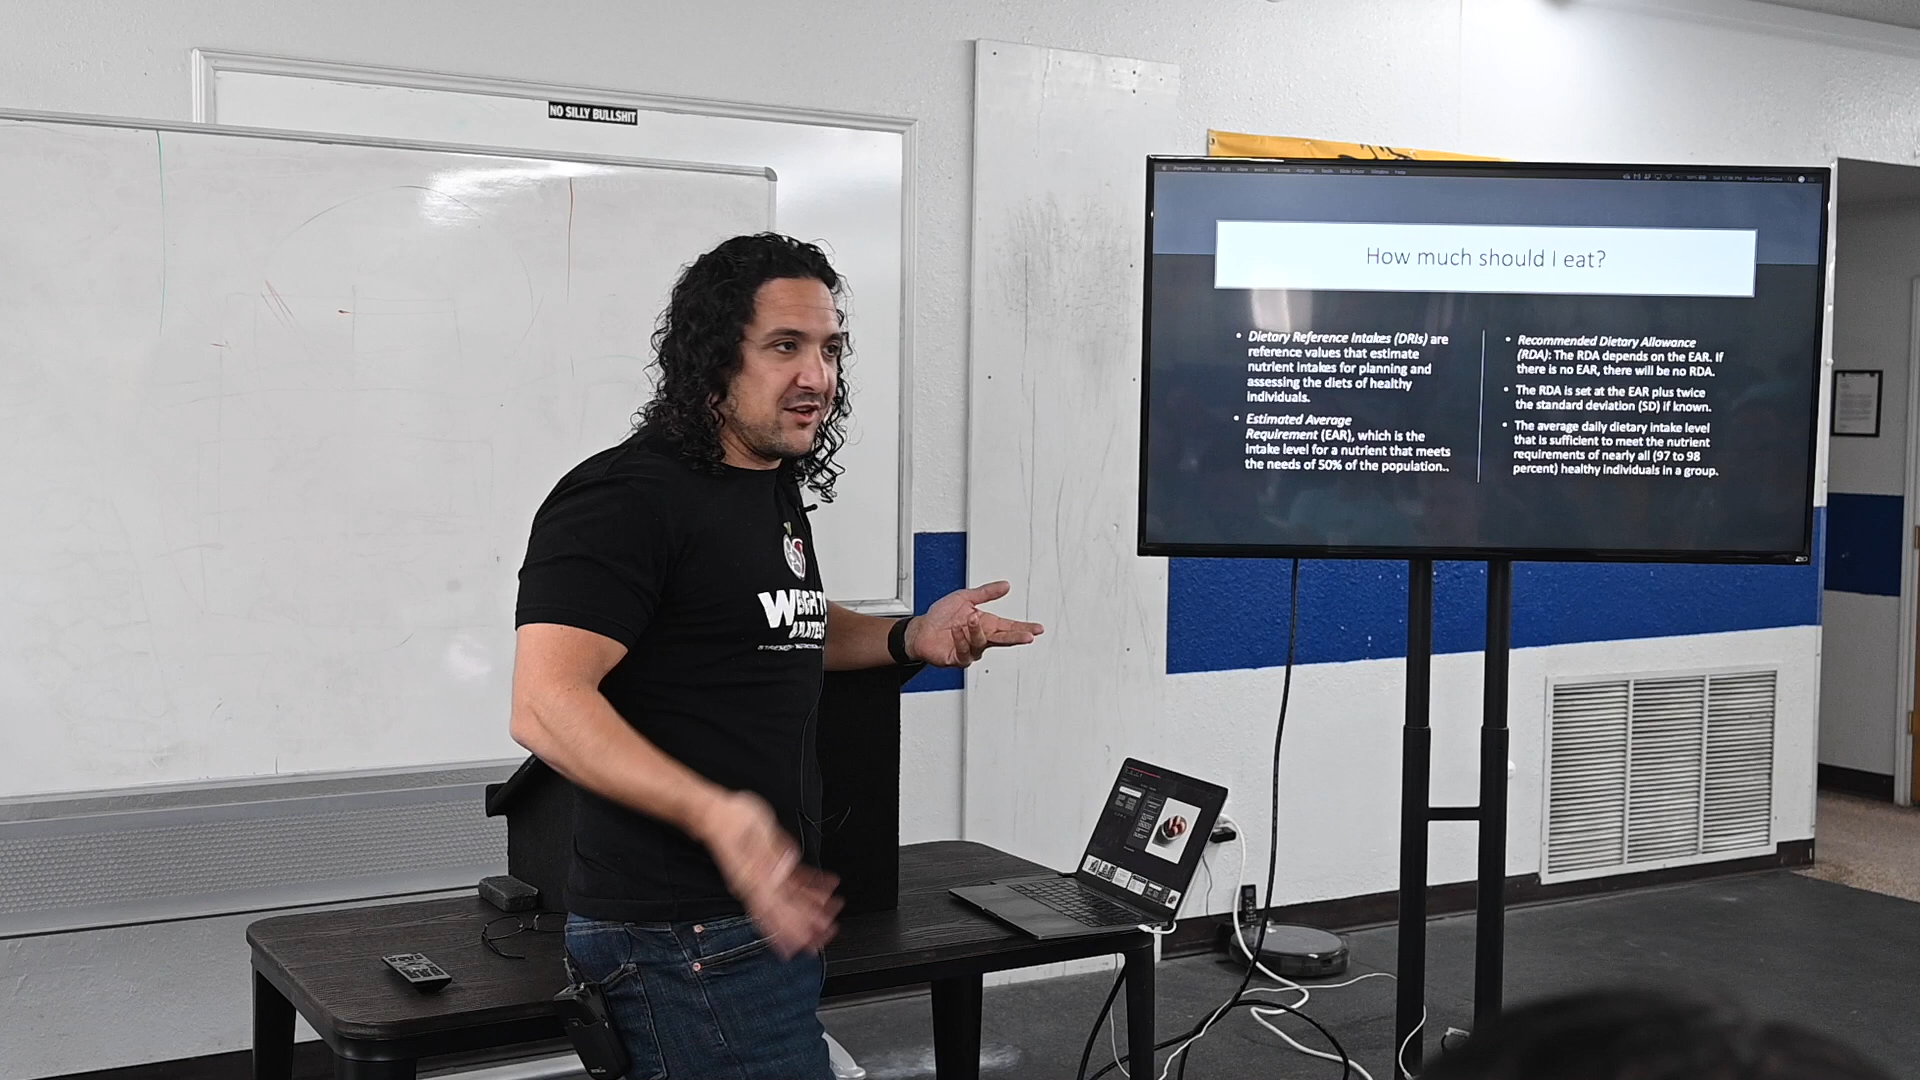 NO SILLY BULLSHIT
How much should I eat?
• Dietary Reference Intakes (DRIs) are
reference values that estimate
nutrient intakes for planning and
assessing the diets of healthy
individuals.
• Estimated Average
Requirement (EAR), which is the
intake level for a nutrient that meets
the needs of 50% of the population..
• Recommended Dietary Allowance
(RDA): The RDA depends on the EAR. If
there is no EAR, there will be no RDA.
• The RDA is set at the EAR plus twice
the standard deviation (SD) if known.
• The average daily dietary intake level
that is sufficient to meet the nutrient
requirements of nearly all (97 to 98
percent) healthy individuals in a group.